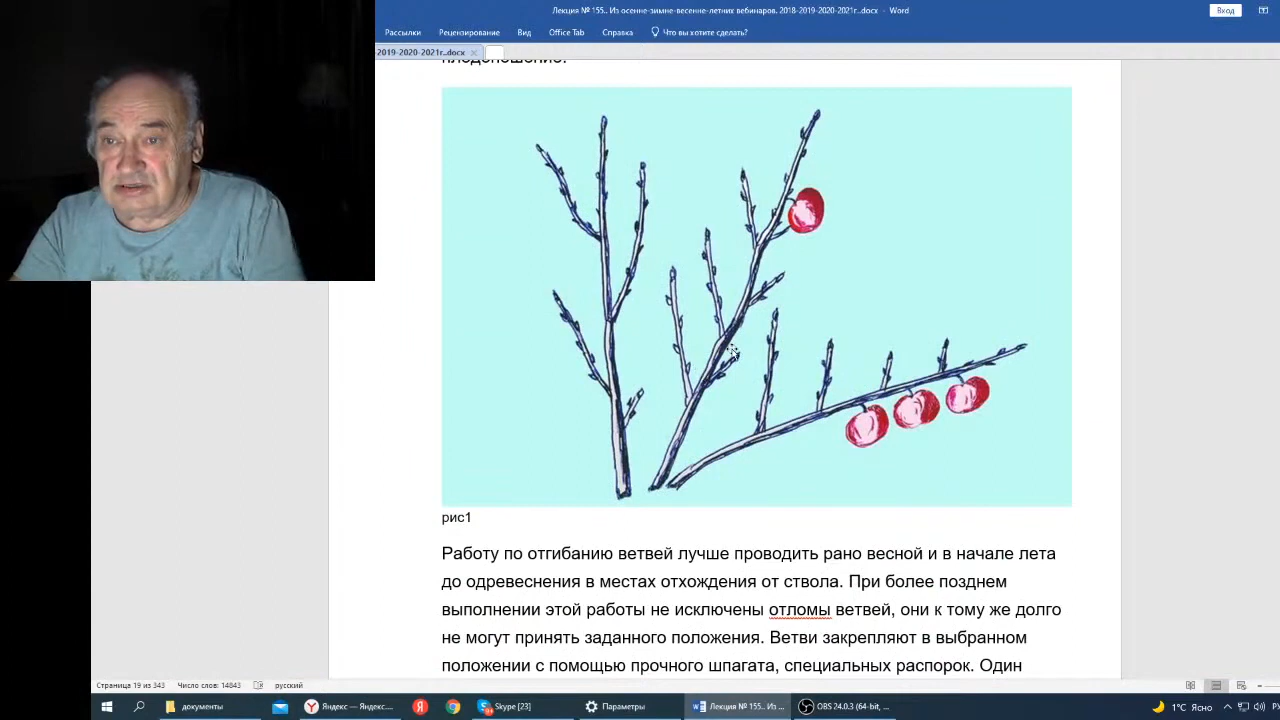 Лекция № 155.. Из осенне-зимне-весенне-летних вебинаров. 2018-2019-2020-2021г...docx - Word
Вход
Рассылки Рецензирование Вид Office Tab Справка Что вы хотите сделать?
2019-2020-2021г...docx
плодоношение.
рис1
Работу по отгибанию ветвей лучше проводить рано весной и в начале лета
до одревеснения в местах отхождения от ствола. При более позднем
выполнении этой работы не исключены отломы ветвей, они к тому же долго
не могут принять заданного положения. Ветви закрепляют в выбранном
положении с помощью прочного шпагата, специальных распорок. Один
Страница 19 из 343 Число слов: 14843 русский
документы Яндекс — Яндекс.... Skype [23] Параметры Лекция № 155.. Из ... OBS 24.0.3 (64-bit, ... 1°C Ясно